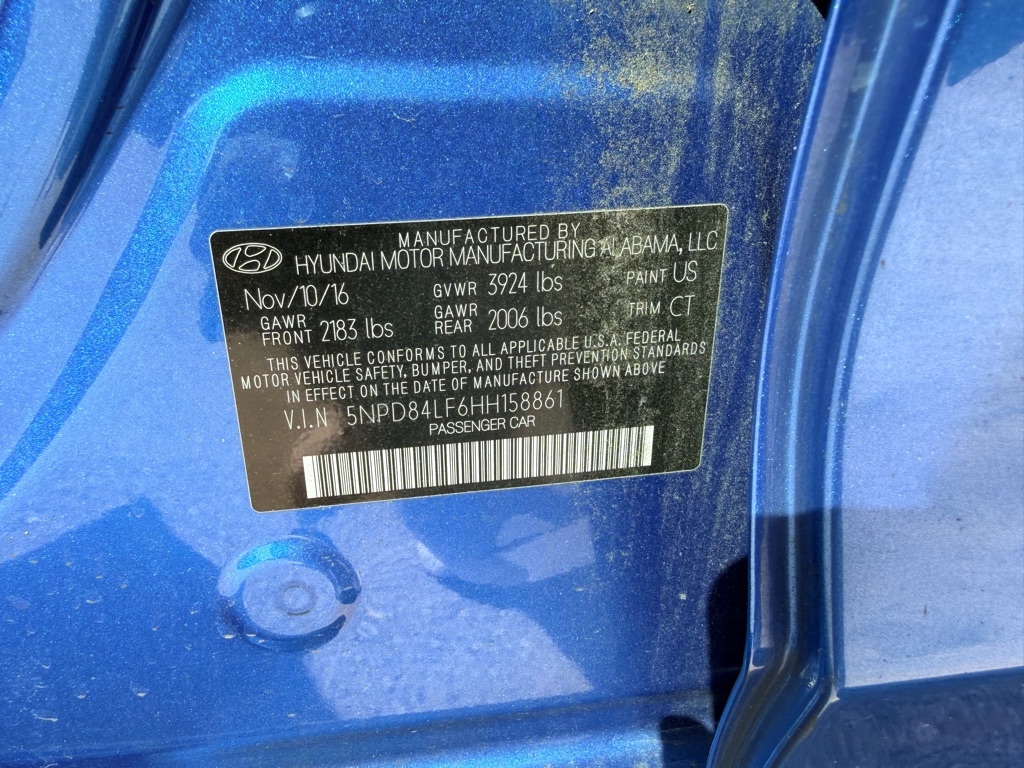 MANUFACTURED BY
HYUNDAI MOTOR MANUFACTURING ALABAMA, LLC
Nov/10/16 GVWR 3924 lbs PAINT US
GAWR FRONT 2183 lbs GAWR REAR 2006 lbs TRIM CT
THIS VEHICLE CONFORMS TO ALL APPLICABLE U.S.A. FEDERAL
MOTOR VEHICLE SAFETY, BUMPER, AND THEFT PREVENTION STANDARDS
IN EFFECT ON THE DATE OF MANUFACTURE SHOWN ABOVE
V.I.N 5NPD84LF6HH158861
PASSENGER CAR